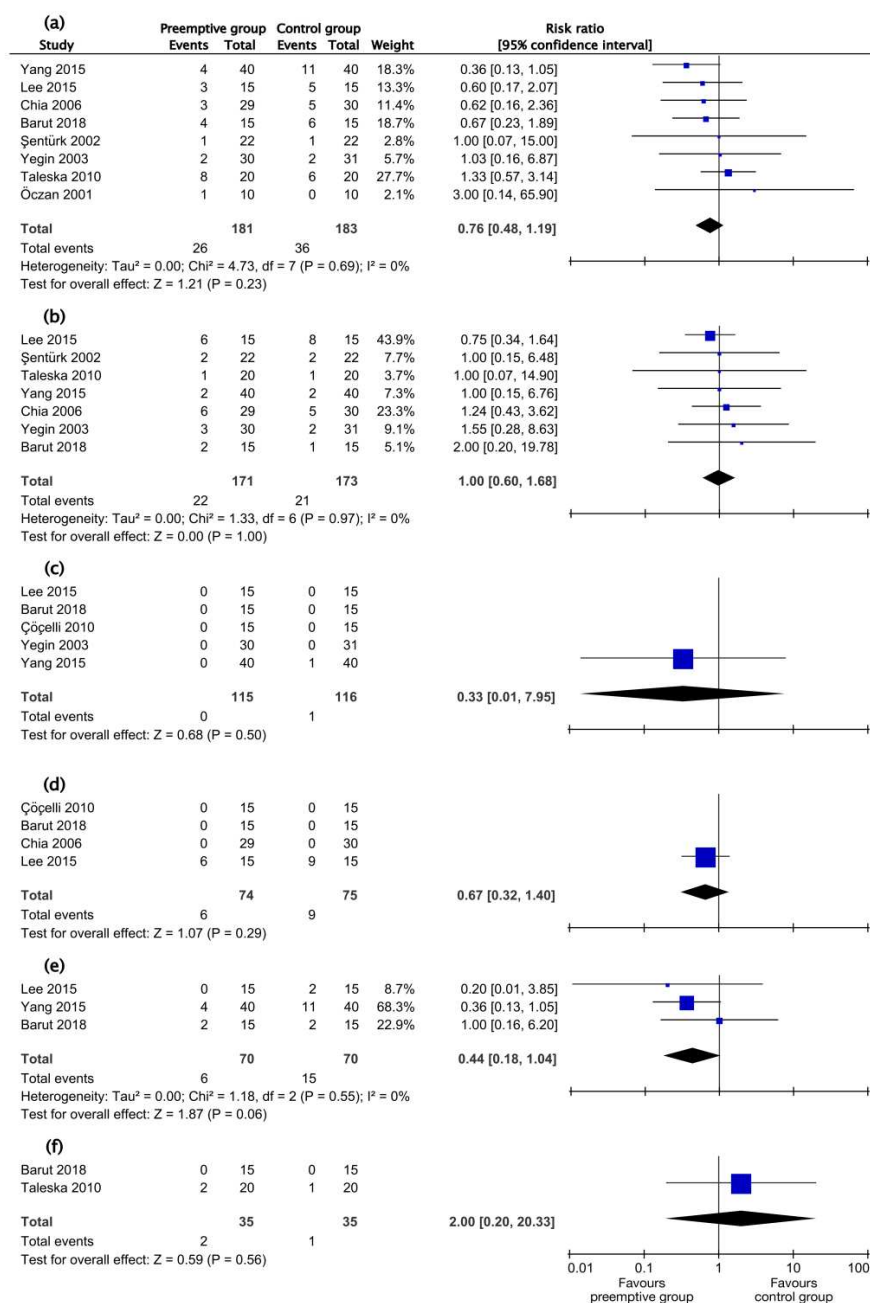 (a)
Preemptive group Control group Risk ratio
Study Events Total Events Total Weight [95% confidence interval]
Yang 2015 4 40 11 40 18.3% 0.36 [0.13, 1.05]
Lee 2015 3 15 5 15 13.3% 0.60 [0.17, 2.07]
Chia 2006 3 29 5 30 11.4% 0.62 [0.16, 2.36]
Barut 2018 4 15 6 15 18.7% 0.67 [0.23, 1.89]
Şentürk 2002 1 22 1 22 2.8% 1.00 [0.07, 15.00]
Yegin 2003 2 30 2 31 5.7% 1.03 [0.16, 6.87]
Taleska 2010 8 20 6 20 27.7% 1.33 [0.57, 3.14]
Öczan 2001 1 10 0 10 2.1% 3.00 [0.14, 65.90]
Total 181 183 0.76 [0.48, 1.19]
Total events 26 36
Heterogeneity: Tau² = 0.00; Chi² = 4.73, df = 7 (P = 0.69); I² = 0%
Test for overall effect: Z = 1.21 (P = 0.23)
(b)
Lee 2015 6 15 8 15 43.9% 0.75 [0.34, 1.64]
Şentürk 2002 2 22 2 22 7.7% 1.00 [0.15, 6.48]
Taleska 2010 1 20 1 20 3.7% 1.00 [0.07, 14.90]
Yang 2015 2 40 2 40 7.3% 1.00 [0.15, 6.76]
Chia 2006 6 29 5 30 23.3% 1.24 [0.43, 3.62]
Yegin 2003 3 30 2 31 9.1% 1.55 [0.28, 8.63]
Barut 2018 2 15 1 15 5.1% 2.00 [0.20, 19.78]
Total 171 173 1.00 [0.60, 1.68]
Total events 22 21
Heterogeneity: Tau² = 0.00; Chi² = 1.33, df = 6 (P = 0.97); I² = 0%
Test for overall effect: Z = 0.00 (P = 1.00)
(c)
Lee 2015 0 15 0 15
Barut 2018 0 15 0 15
Çöçelli 2010 0 15 0 15
Yegin 2003 0 30 0 31
Yang 2015 0 40 1 40
Total 115 116 0.33 [0.01, 7.95]
Total events 0 1
Test for overall effect: Z = 0.68 (P = 0.50)
(d)
Çöçelli 2010 0 15 0 15
Barut 2018 0 15 0 15
Chia 2006 0 29 0 30
Lee 2015 6 15 9 15
Total 74 75 0.67 [0.32, 1.40]
Total events 6 9
Test for overall effect: Z = 1.07 (P = 0.29)
(e)
Lee 2015 0 15 2 15 8.7% 0.20 [0.01, 3.85]
Yang 2015 4 40 11 40 68.3% 0.36 [0.13, 1.05]
Barut 2018 2 15 2 15 22.9% 1.00 [0.16, 6.20]
Total 70 70 0.44 [0.18, 1.04]
Total events 6 15
Heterogeneity: Tau² = 0.00; Chi² = 1.18, df = 2 (P = 0.55); I² = 0%
Test for overall effect: Z = 1.87 (P = 0.06)
(f)
Barut 2018 0 15 0 15
Taleska 2010 2 20 1 20
Total 35 35 2.00 [0.20, 20.33]
Total events 2 1
Test for overall effect: Z = 0.59 (P = 0.56)
0.01 0.1 1 10 100
Favours Favours
preemptive group control group